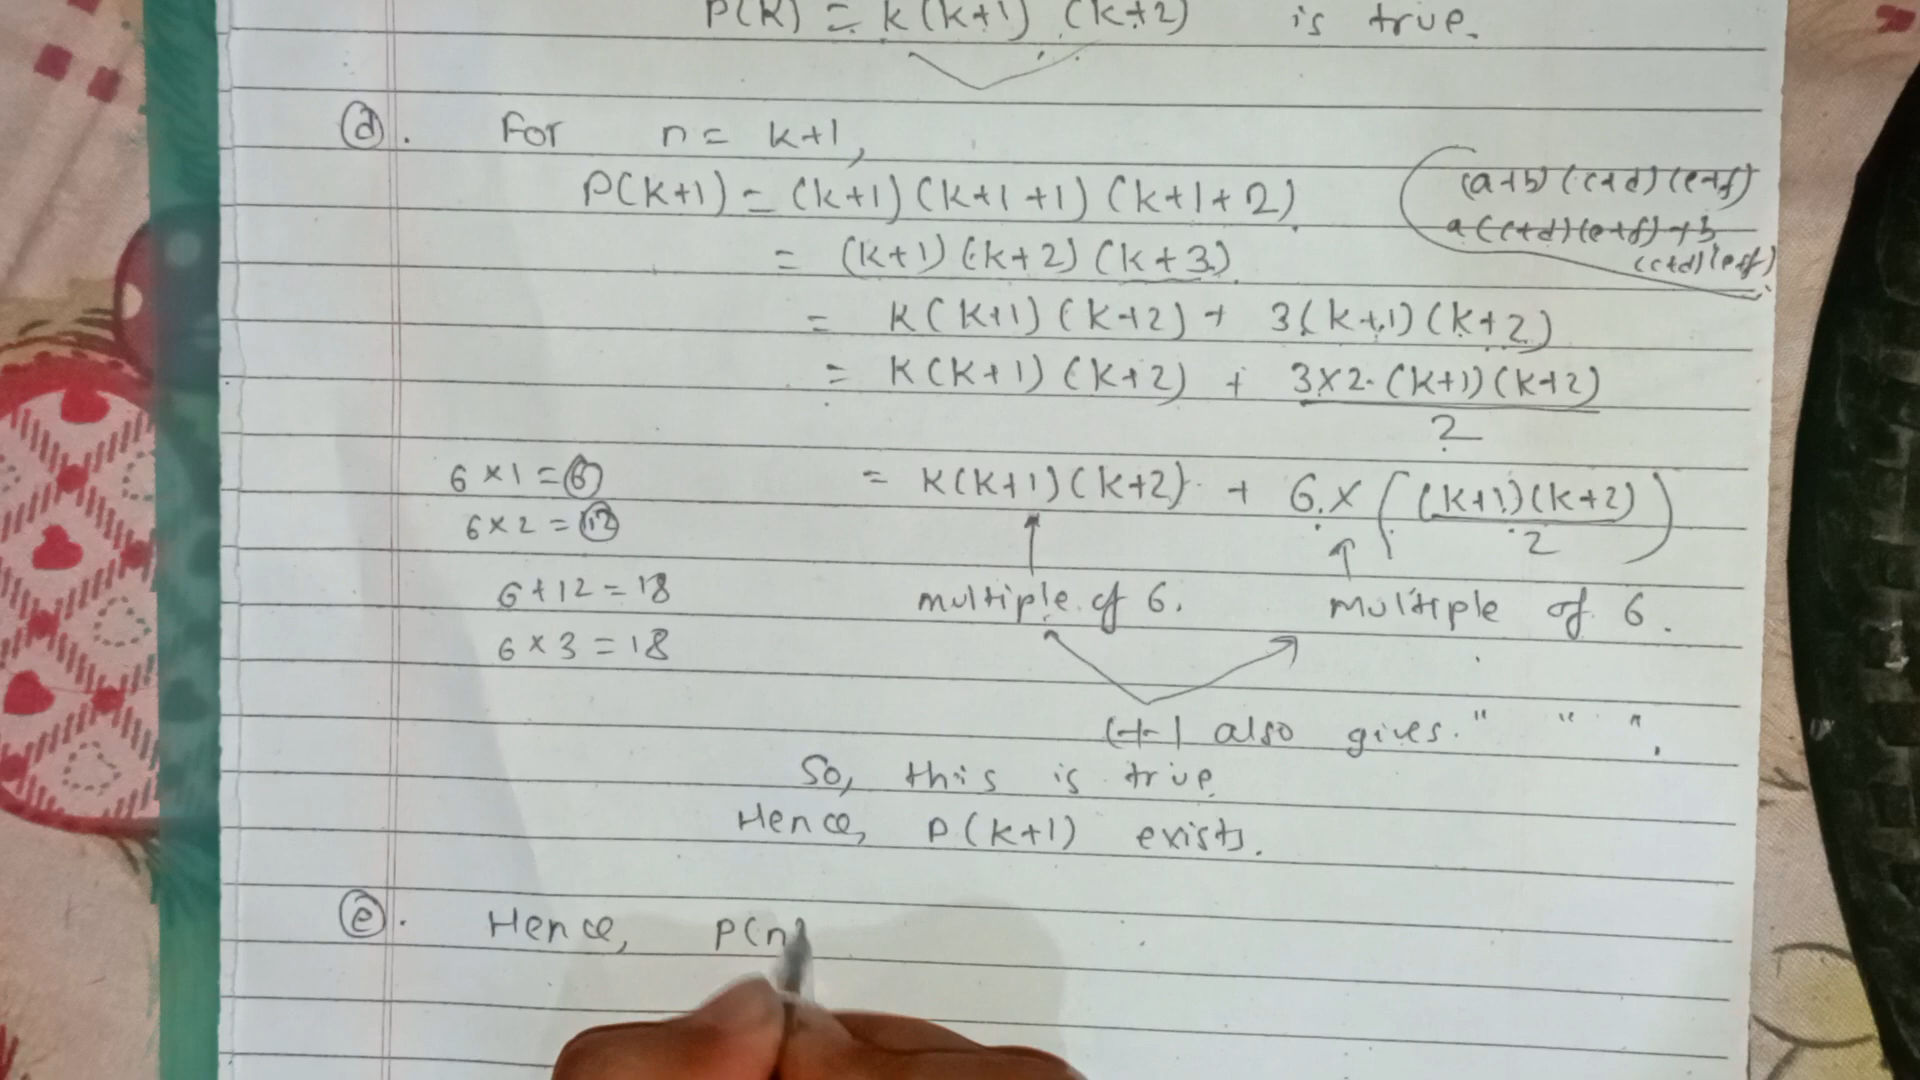 P(K) = k(k+1) (k+2) is true.
(d). For n = k+1,
P(k+1) = (k+1)(k+1+1)(k+1+2)
= (k+1)(k+2)(k+3)
= k(k+1)(k+2) + 3(k+1)(k+2)
= k(k+1)(k+2) + 3×2·(k+1)(k+2)
2
= k(k+1)(k+2) + 6.×((k+1)(k+2))
2
multiple of 6. multiple of 6.
(+) also gives " " ".
So, this is true.
Hence, P(k+1) exists.
(a+b)(c+d)(e+f)
a(c+d)(e+f)+b
(c+d)(e+f)
6×1=6
6×2=12
6+12=18
6×3=18
(e). Hence, P(n)